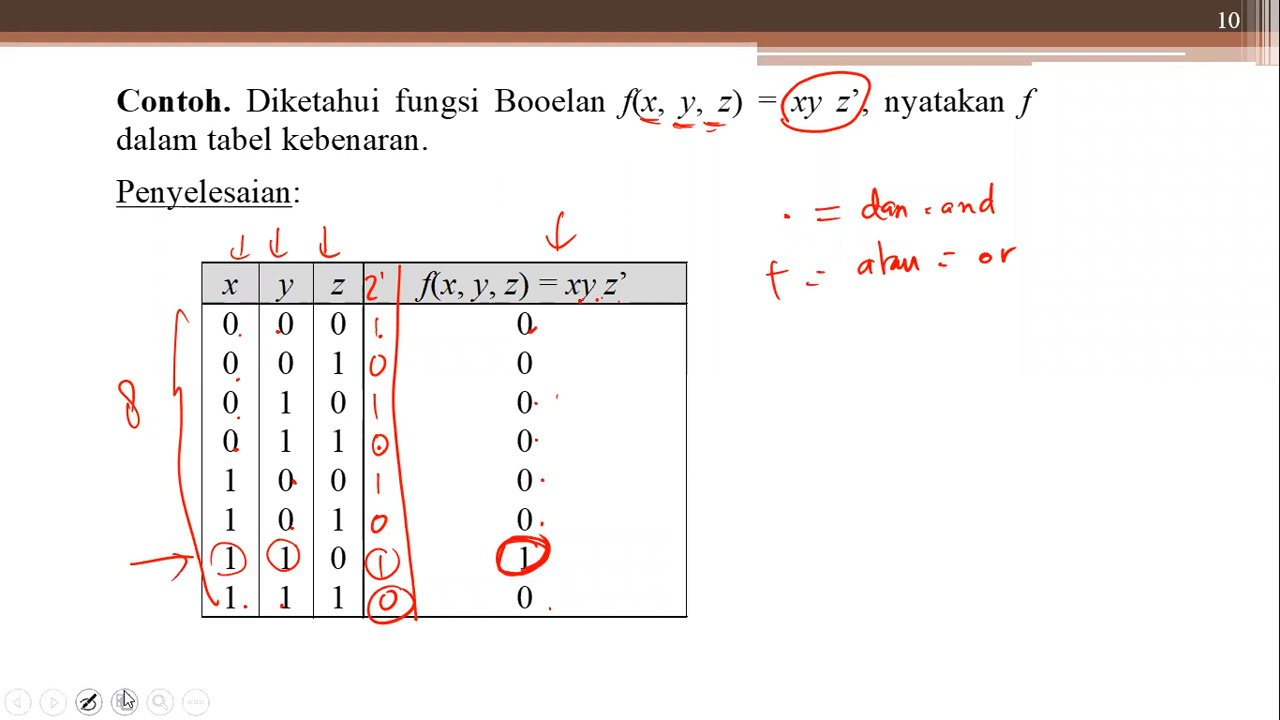 10
Contoh. Diketahui fungsi Booelan f(x, y, z) = xy z', nyatakan f
dalam tabel kebenaran.
Penyelesaian:
. = dan = and
+ = atau = or
x y z z' f(x, y, z) = xy z'
0 0 0 1 0
0 0 1 0 0
0 1 0 1 0
8
0 1 1 0 0
1 0 0 1 0
1 0 1 0 0
1 1 0 1 1
1 1 1 0 0